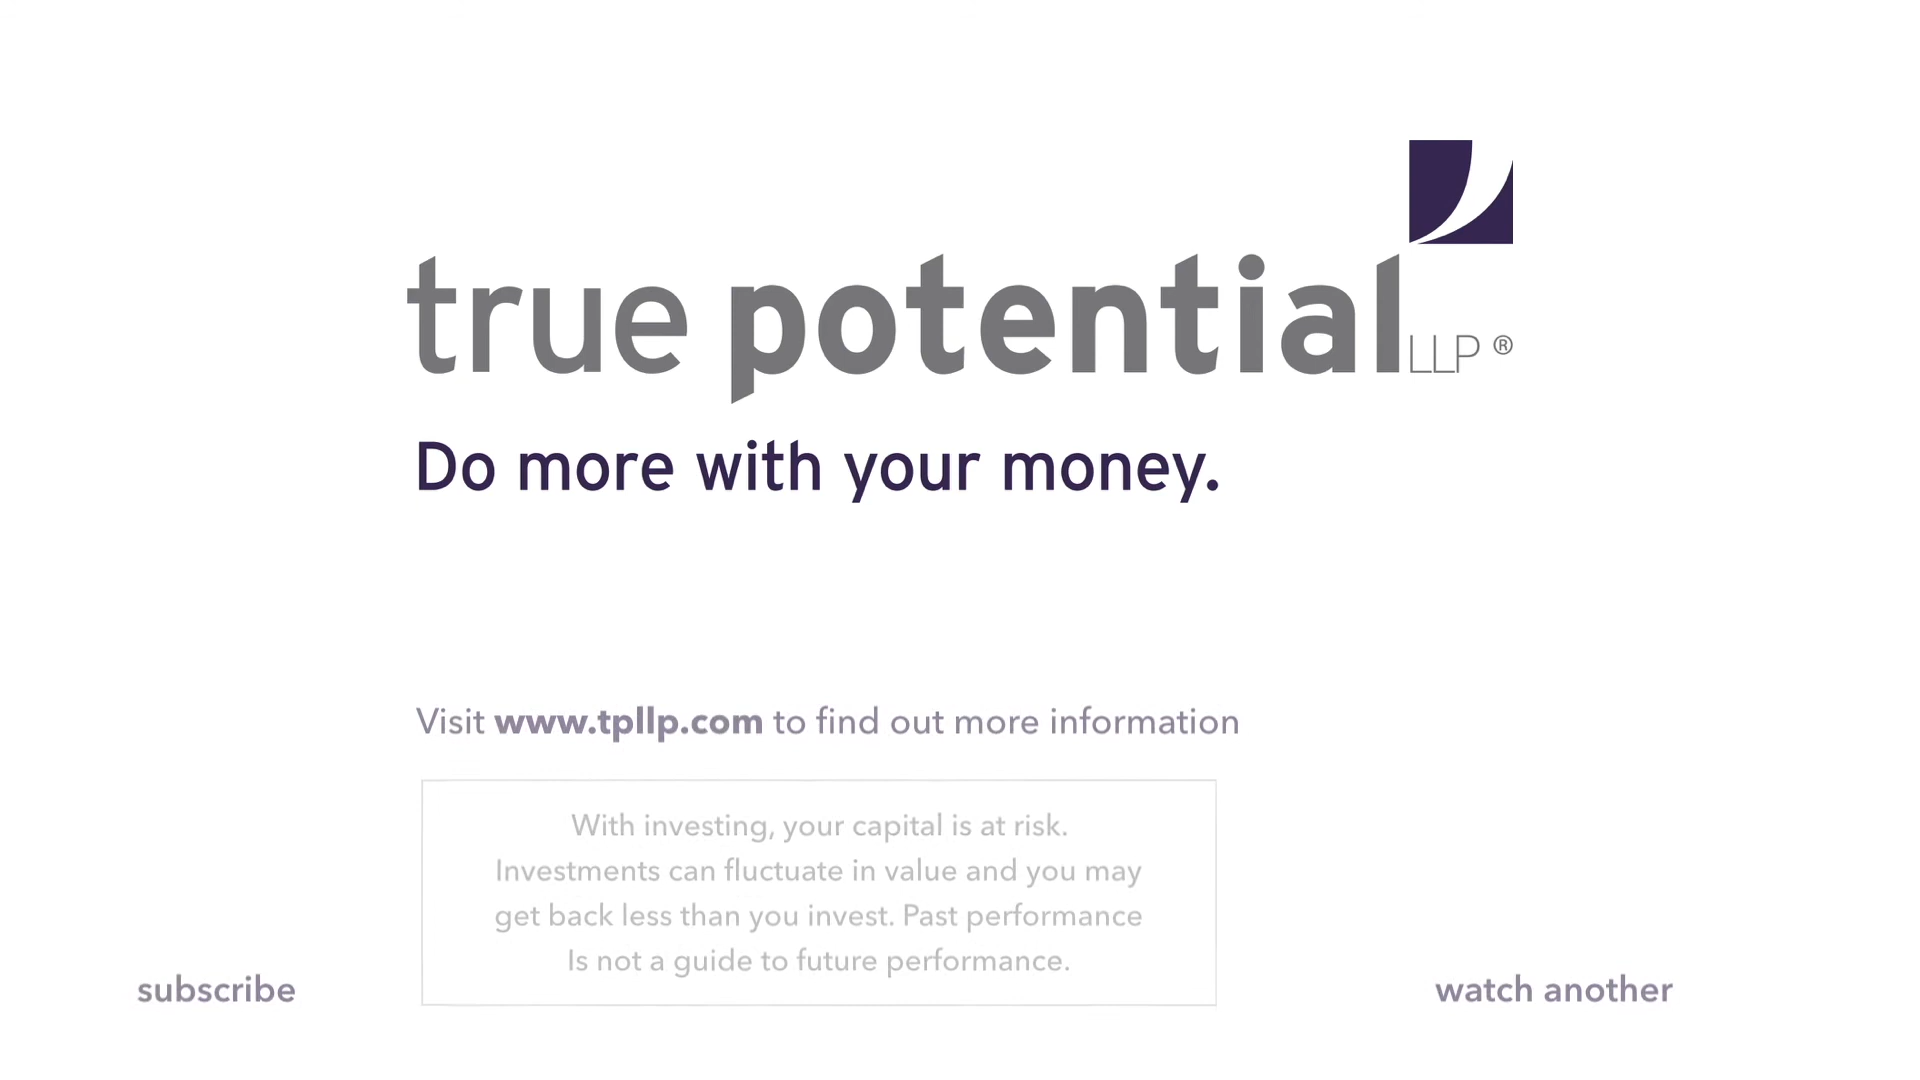 true potential LLP ®
Do more with your money.
Visit www.tpllp.com to find out more information
With investing, your capital is at risk.
Investments can fluctuate in value and you may
get back less than you invest. Past performance
Is not a guide to future performance.
subscribe
watch another